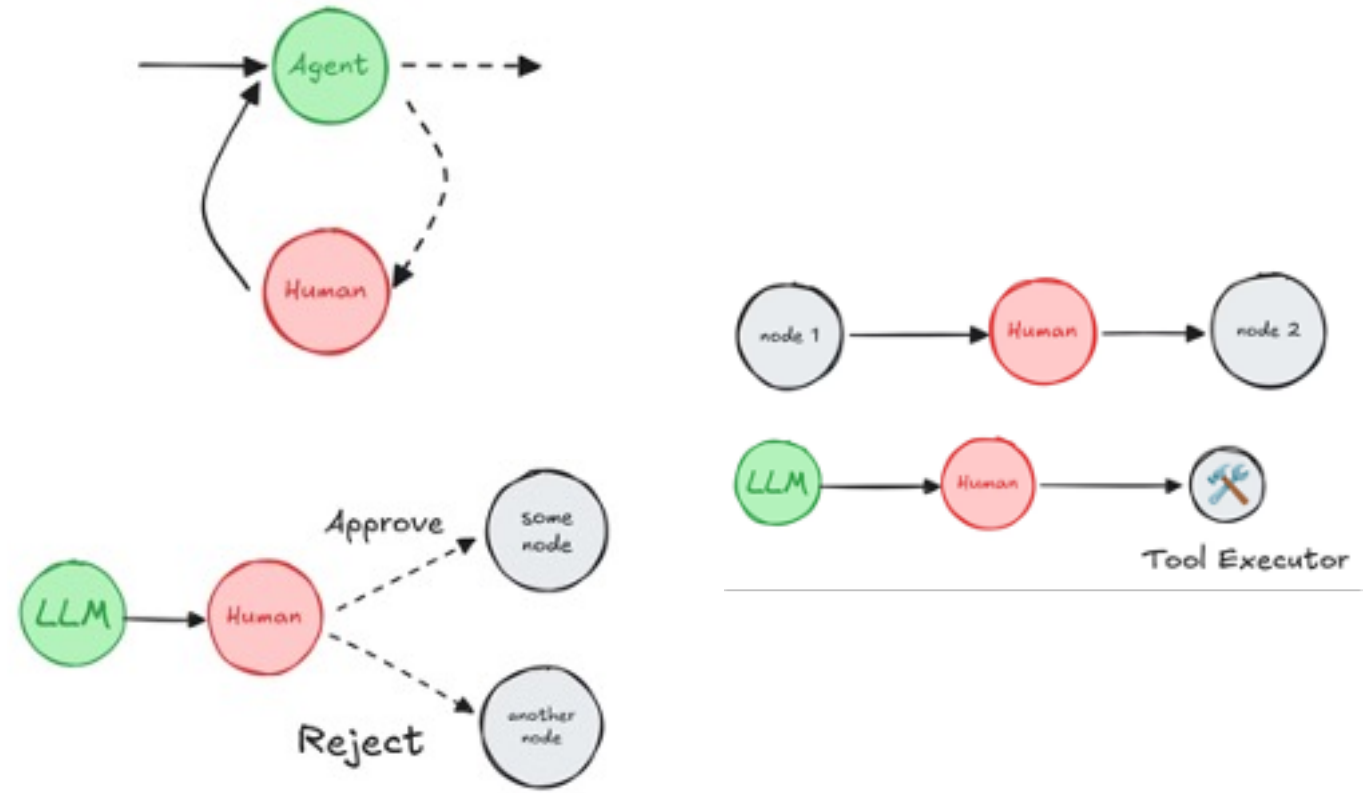 Agent
Human
LLM
Human
Approve
some
node
Reject
another
node
node 1
Human
node 2
LLM
Human
Tool Executor